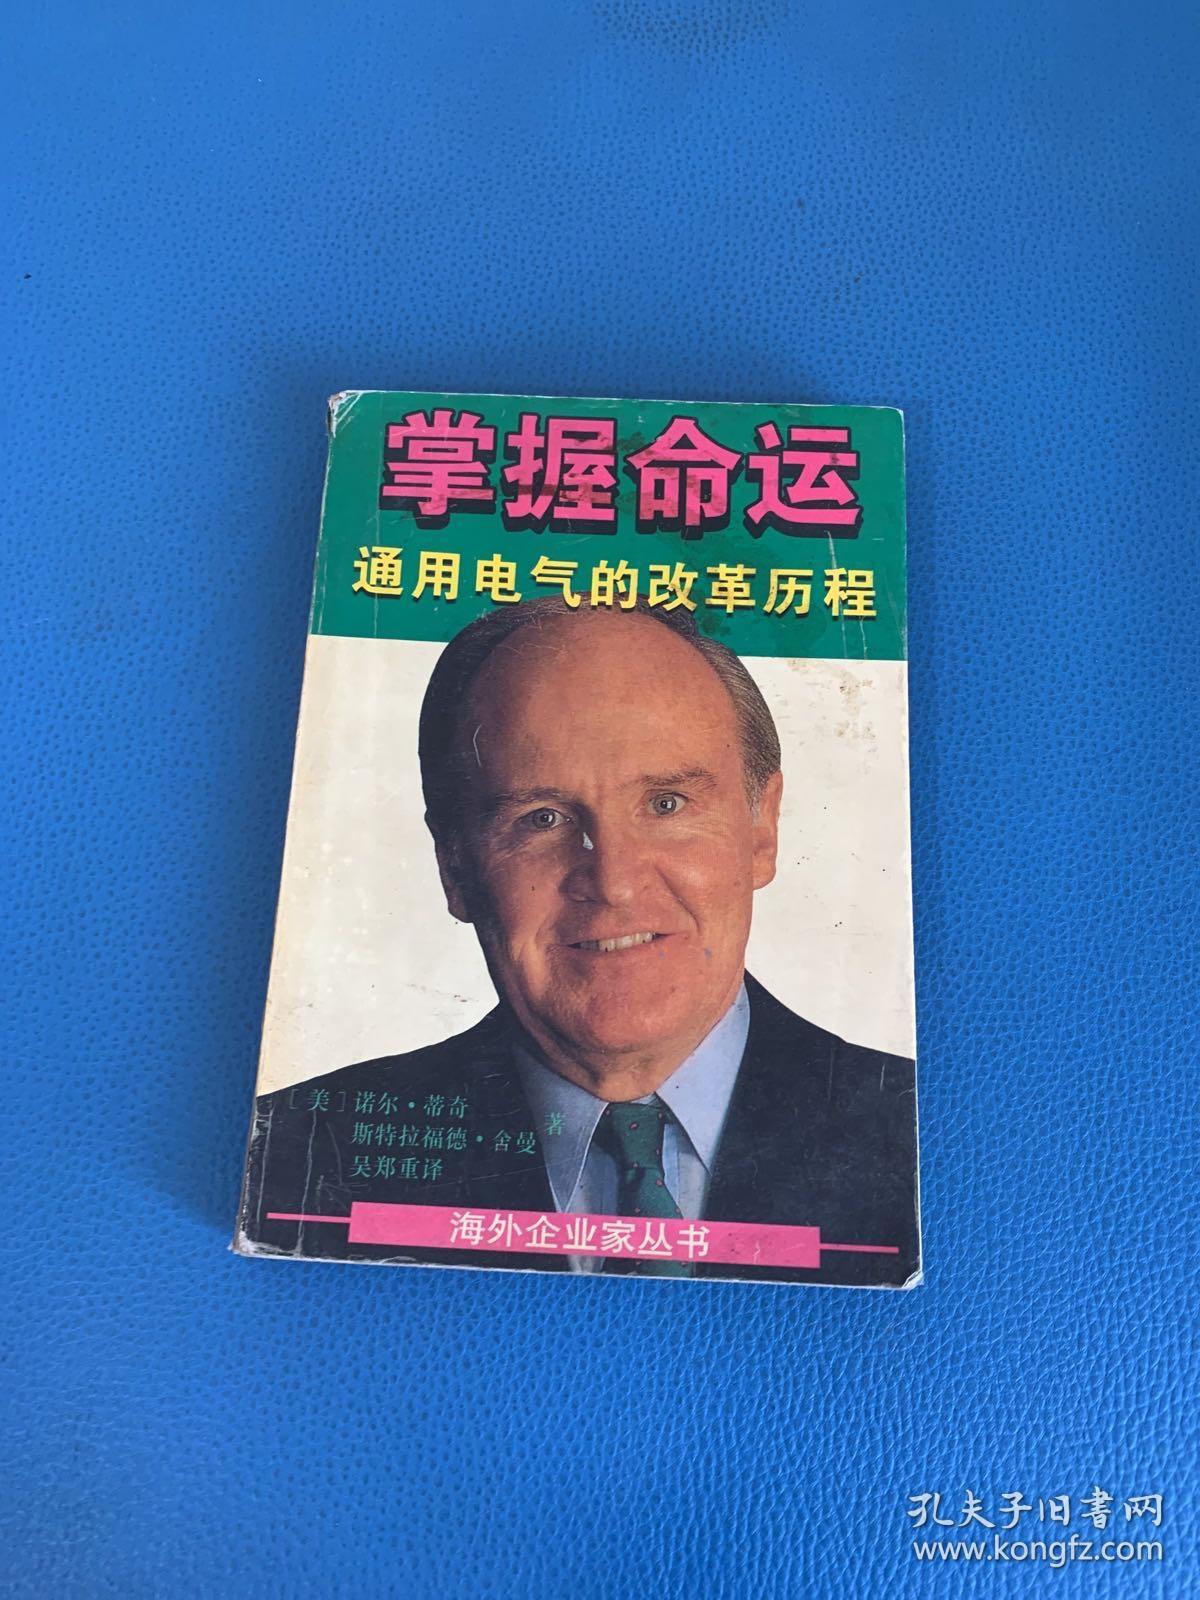 掌握命运
通用电气的改革历程
［美］诺尔·蒂奇
斯特拉福德·舍曼 著
吴郑重译
海外企业家丛书
孔夫子旧书网
www.kongfz.com